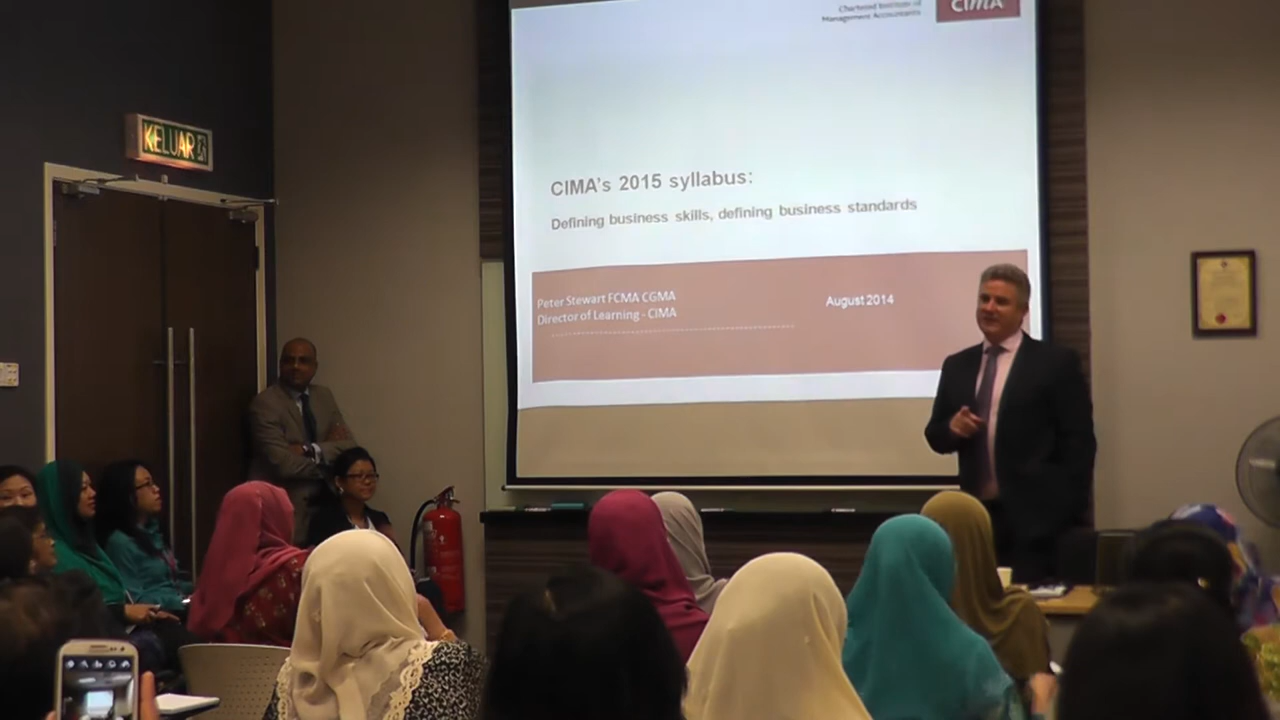 Chartered Institute of
Management Accountants
CIMA
KELUAR
CIMA's 2015 syllabus:
Defining business skills, defining business standards
Peter Stewart FCMA CGMA
August 2014
Director of Learning - CIMA